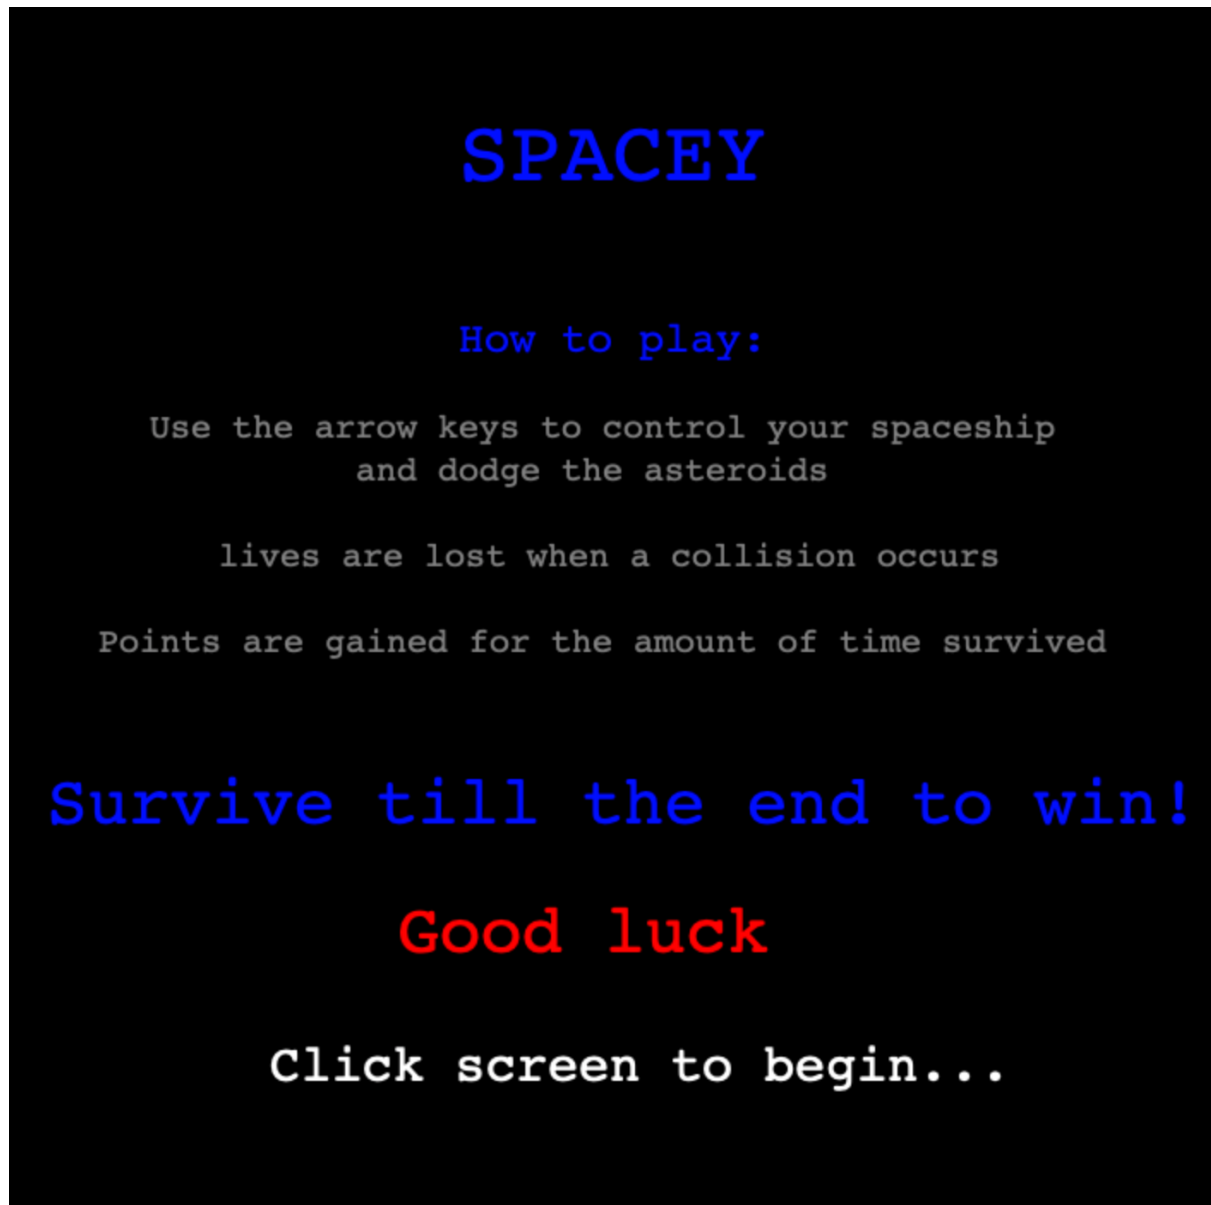 SPACEY
How to play:
Use the arrow keys to control your spaceship
and dodge the asteroids
lives are lost when a collision occurs
Points are gained for the amount of time survived
Survive till the end to win!
Good luck
Click screen to begin...